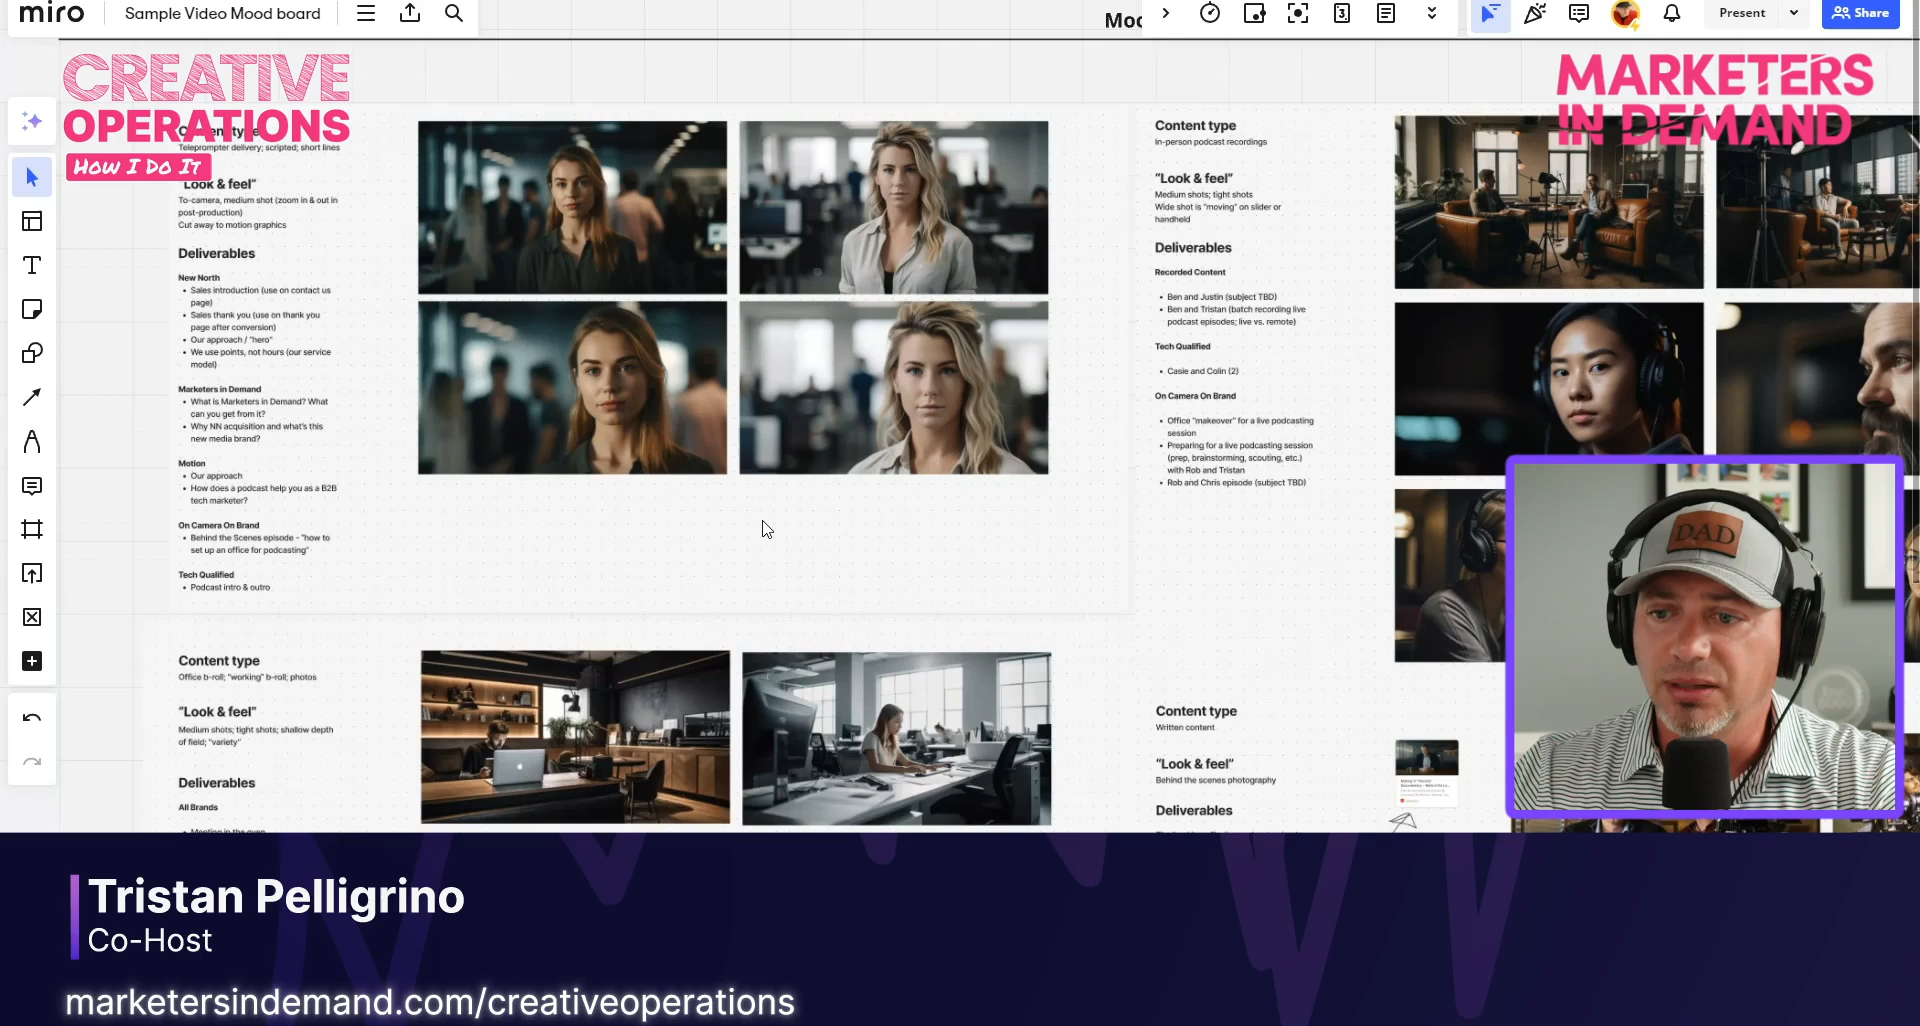 miro
Sample Video Mood board
Present
Share
CREATIVE
OPERATIONS
How I Do It
MARKETERS
IN DEMAND
Teleprompter delivery; scripted; short lines
"Look & feel"
To-camera, medium shot (zoom in & out in
post-production)
Cut away to motion graphics
Deliverables
New North
• Sales introduction (use on contact us
page)
• Sales thank you (use on thank you
page after conversion)
• Our approach / "hero"
• We use points, not hours (our service
model)
Marketers in Demand
• What is Marketers in Demand? What
can you get from it?
• Why NN acquisition and what's this
new media brand?
Motion
• Our approach
• How does a podcast help you as a B2B
tech marketer?
On Camera On Brand
• Behind the Scenes episode - "how to
set up an office for podcasting"
Tech Qualified
• Podcast intro & outro
Content type
In-person podcast recordings
"Look & feel"
Medium shots; tight shots
Wide shot is "moving" on slider or
handheld
Deliverables
Recorded Content
• Ben and Justin (subject TBD)
• Ben and Tristan (batch recording live
podcast episodes; live vs. remote)
Tech Qualified
• Casie and Colin (2)
On Camera On Brand
• Office "makeover" for a live podcasting
session
• Preparing for a live podcasting session
(prep, brainstorming, scouting, etc.)
with Rob and Tristan
• Rob and Chris episode (subject TBD)
Content type
Office b-roll; "working" b-roll; photos
"Look & feel"
Medium shots; tight shots; shallow depth
of field; "variety"
Deliverables
All Brands
Content type
Written content
"Look & feel"
Behind the scenes photography
Deliverables
DAD
Tristan Pelligrino
Co-Host
marketersindemand.com/creativeoperations